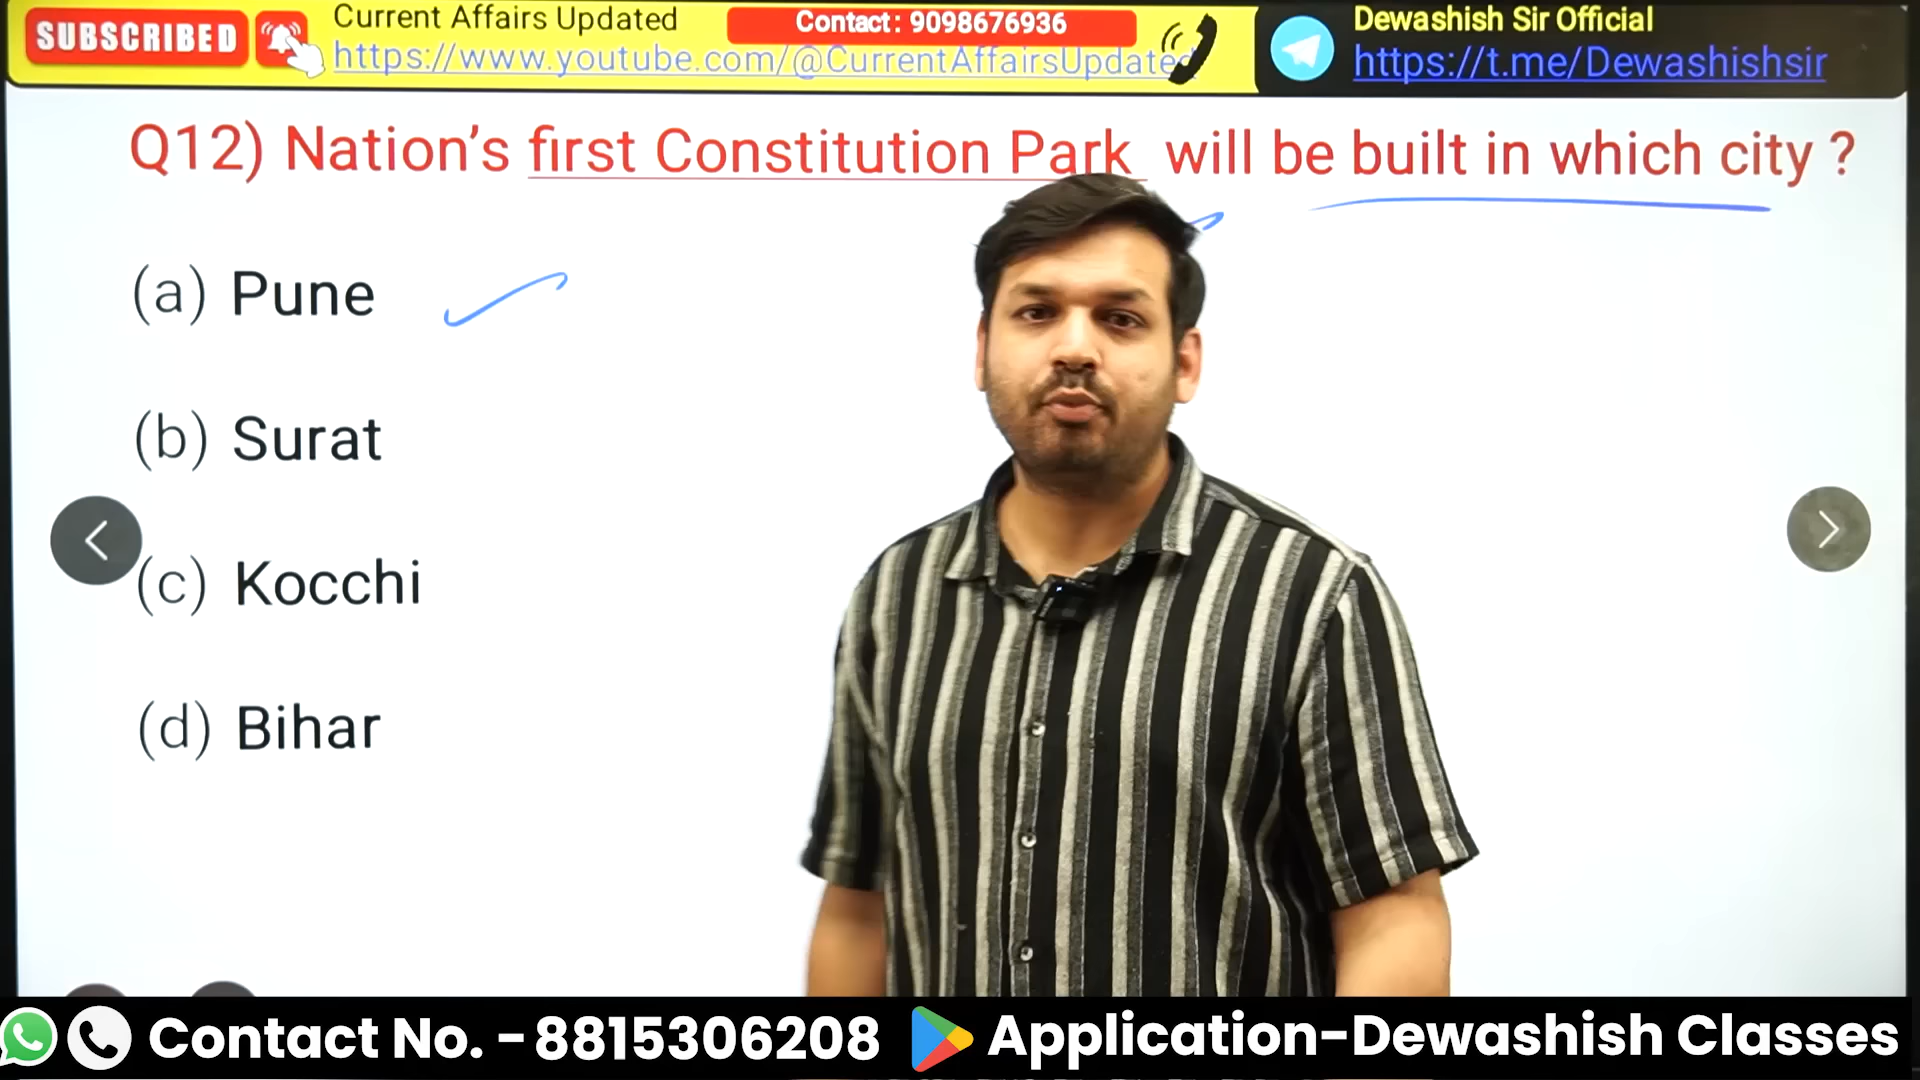 SUBSCRIBED
Current Affairs Updated
https://www.youtube.com/@CurrentAffairsUpdated
Contact : 9098676936
Dewashish Sir Official
https://t.me/Dewashishsir
Q12) Nation's first Constitution Park will be built in which city ?
(a) Pune
(b) Surat
(c) Kocchi
(d) Bihar
Contact No. - 8815306208
Application-Dewashish Classes